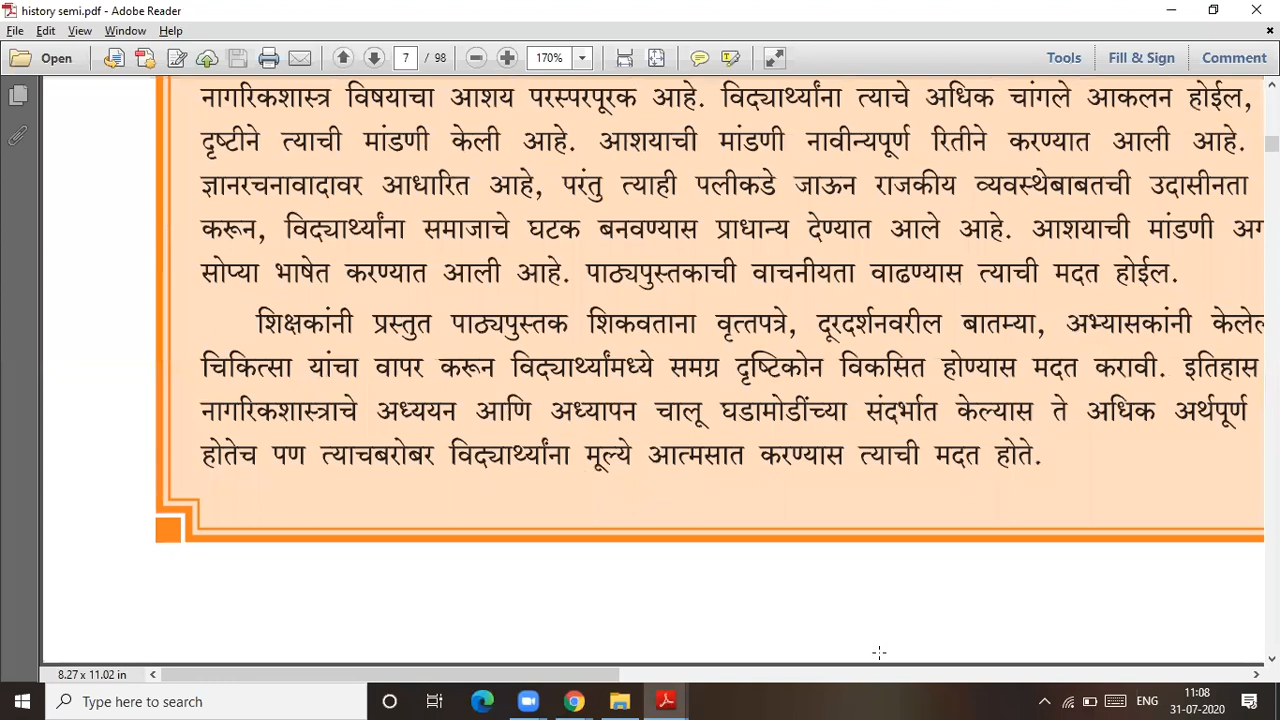 history semi.pdf - Adobe Reader
File Edit View Window Help
Open 7 / 98 170% Tools Fill & Sign Comment
नागरिकशास्त्र विषयाचा आशय परस्परपूरक आहे. विद्यार्थ्यांना त्याचे अधिक चांगले आकलन होईल,
दृष्टीने त्याची मांडणी केली आहे. आशयाची मांडणी नावीन्यपूर्ण रितीने करण्यात आली आहे.
ज्ञानरचनावादावर आधारित आहे, परंतु त्याही पलीकडे जाऊन राजकीय व्यवस्थेबाबतची उदासीनता
करून, विद्यार्थ्यांना समाजाचे घटक बनवण्यास प्राधान्य देण्यात आले आहे. आशयाची मांडणी
सोप्या भाषेत करण्यात आली आहे. पाठ्यपुस्तकाची वाचनीयता वाढण्यास त्याची मदत होईल.
शिक्षकांनी प्रस्तुत पाठ्यपुस्तक शिकवताना वृत्तपत्रे, दूरदर्शनवरील बातम्या, अभ्यासकांनी
चिकित्सा यांचा वापर करून विद्यार्थ्यांमध्ये समग्र दृष्टिकोन विकसित होण्यास मदत करावी. इतिहास
नागरिकशास्त्राचे अध्ययन आणि अध्यापन चालू घडामोडींच्या संदर्भात केल्यास ते अधिक अर्थपूर्ण
होतेच पण त्याचबरोबर विद्यार्थ्यांना मूल्ये आत्मसात करण्यास त्याची मदत होते.
8.27 x 11.02 in
Type here to search ENG 11:08
31-07-2020